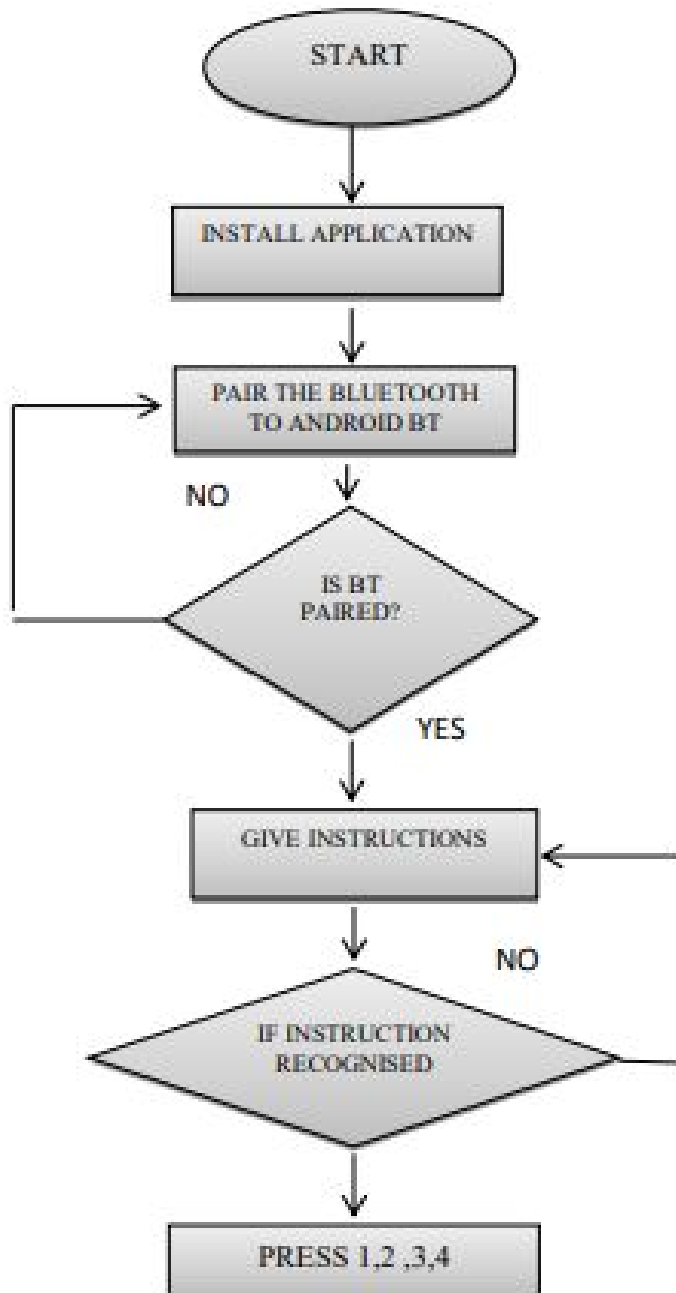 START
INSTALL APPLICATION
PAIR THE BLUETOOTH
TO ANDROID BT
NO
IS BT
PAIRED?
YES
GIVE INSTRUCTIONS
NO
IF INSTRUCTION
RECOGNISED
PRESS 1,2 ,3,4